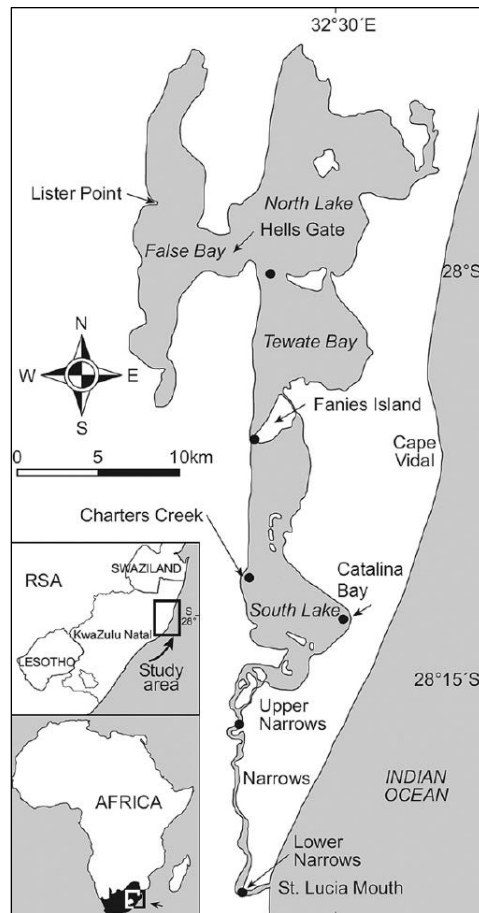 32°30´E
Lister Point
North Lake
Hells Gate
False Bay
28°S
Tewate Bay
N
W
E
S
Fanies Island
0
5
10km
Cape
Vidal
Charters Creek
Catalina
Bay
South Lake
SWAZILAND
RSA
S
28°
KwaZulu Natal
LESOTHO
Study
area
28°15´S
Upper
Narrows
Narrows
INDIAN
OCEAN
AFRICA
Lower
Narrows
St. Lucia Mouth